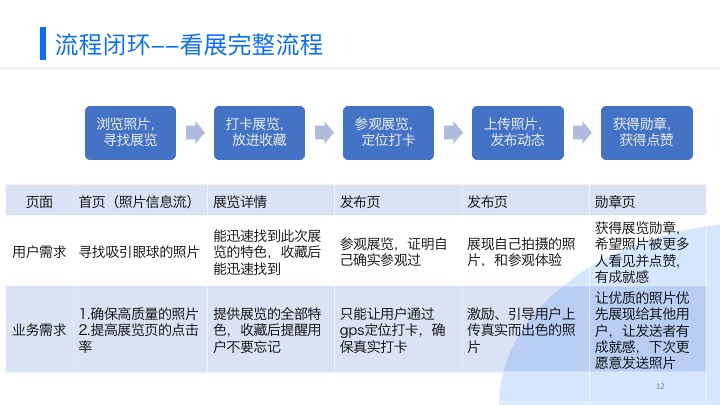 流程闭环--看展完整流程
浏览照片，
寻找展览
打卡展览，
放进收藏
参观展览，
定位打卡
上传照片，
发布动态
获得勋章，
获得点赞
页面
首页（照片信息流）
展览详情
发布页
发布页
勋章页
用户需求
寻找吸引眼球的照片
能迅速找到此次展
览的特色，收藏后
能迅速找到
参观展览，证明自
己确实参观过
展现自己拍摄的照
片，和参观体验
获得展览勋章，
希望照片被更多
人看见并点赞，
有成就感
业务需求
1.确保高质量的照片
2.提高展览页的点击
率
提供展览的全部特
色，收藏后提醒用
户不要忘记
只能让用户通过
gps定位打卡，确
保真实打卡
激励、引导用户上
传真实而出色的照
片
让优质的照片优
先展现给其他用
户，让发送者有
成就感，下次更
愿意发送照片
12